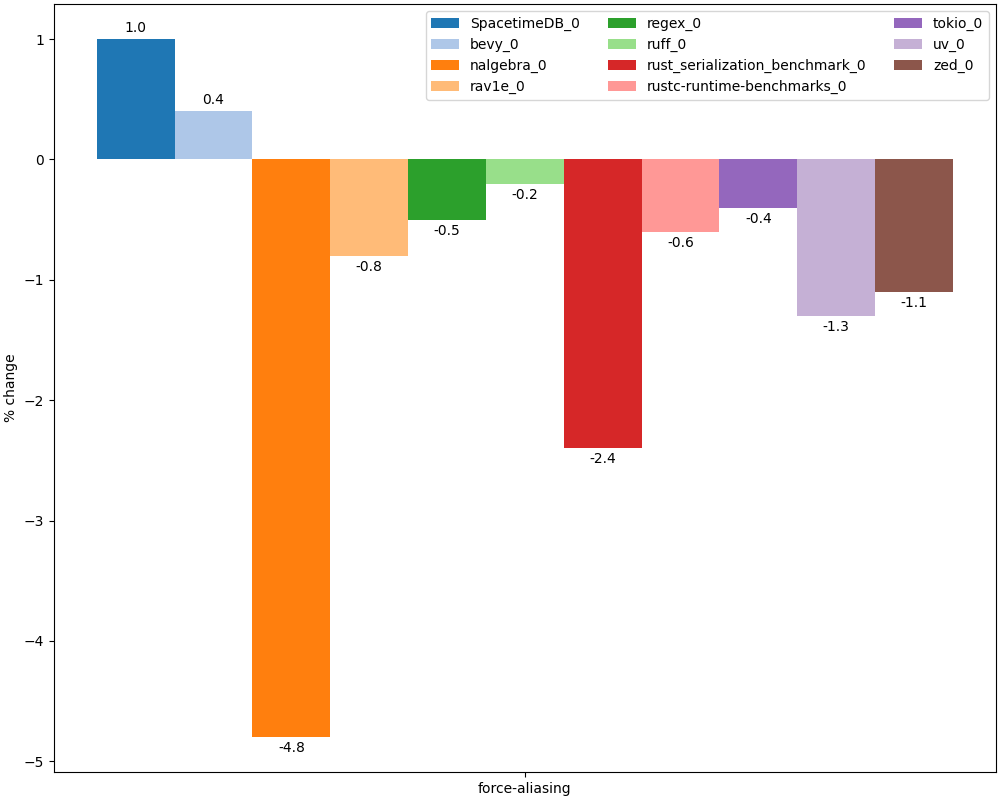 SpacetimeDB_0
bevy_0
nalgebra_0
rav1e_0
regex_0
ruff_0
rust_serialization_benchmark_0
rustc-runtime-benchmarks_0
tokio_0
uv_0
zed_0
1.0
0.4
-4.8
-0.8
-0.5
-0.2
-2.4
-0.6
-0.4
-1.3
-1.1
1
0
−1
−2
−3
−4
−5
% change
force-aliasing